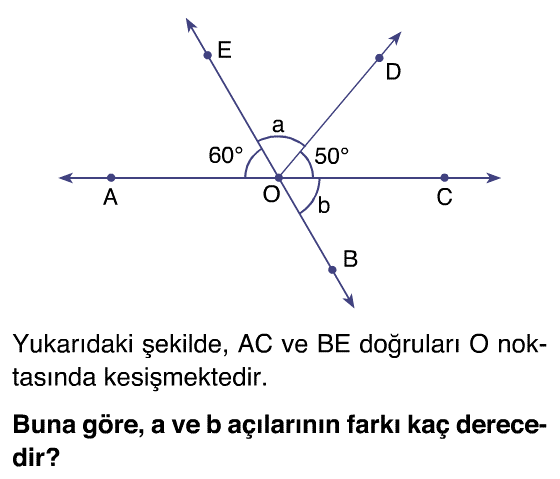 E
D
a
60°
50°
A
O
b
C
B
Yukarıdaki şekilde, AC ve BE doğruları O nok-
tasında kesişmektedir.
Buna göre, a ve b açılarının farkı kaç derece-
dir?